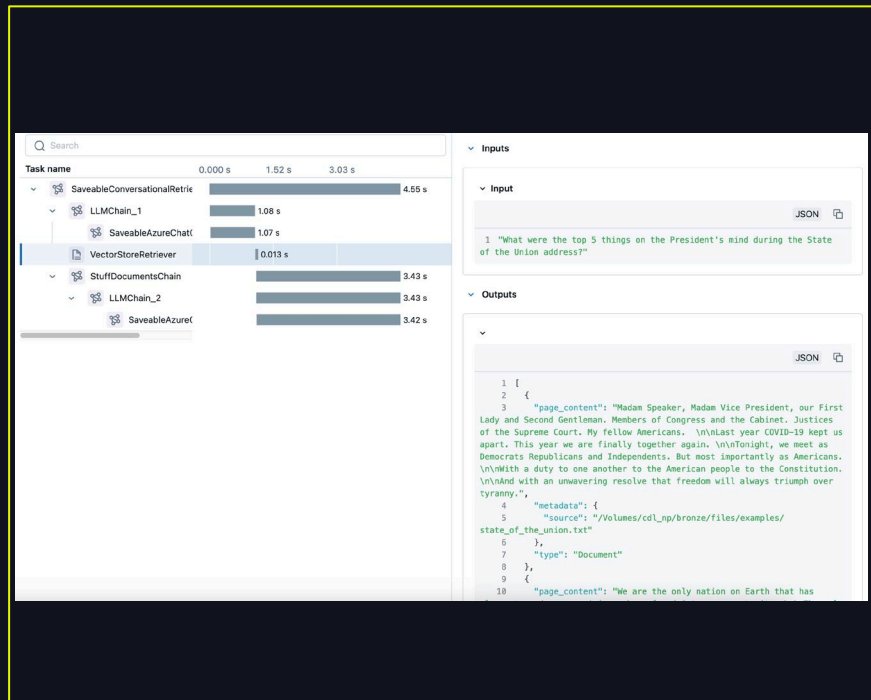 Search
Task name 0.000 s 1.52 s 3.03 s
SaveableConversationalRetrie 4.55 s
LLMChain_1 1.08 s
SaveableAzureChat( 1.07 s
VectorStoreRetriever 0.013 s
StuffDocumentsChain 3.43 s
LLMChain_2 3.43 s
SaveableAzure( 3.42 s
Inputs
Input
JSON
1 "What were the top 5 things on the President's mind during the State
of the Union address?"
Outputs
JSON
1 [
2 {
3 "page_content": "Madam Speaker, Madam Vice President, our First
Lady and Second Gentleman. Members of Congress and the Cabinet. Justices
of the Supreme Court. My fellow Americans.  \n\nLast year COVID-19 kept us
apart. This year we are finally together again. \n\nTonight, we meet as
Democrats Republicans and Independents. But most importantly as Americans.
\n\nWith a duty to one another to the American people to the Constitution.
\n\nAnd with an unwavering resolve that freedom will always triumph over
tyranny.",
4 "metadata": {
5 "source": "/Volumes/cdl_np/bronze/files/examples/
state_of_the_union.txt"
6 },
7 "type": "Document"
8 },
9 {
10 "page_content": "We are the only nation on Earth that has